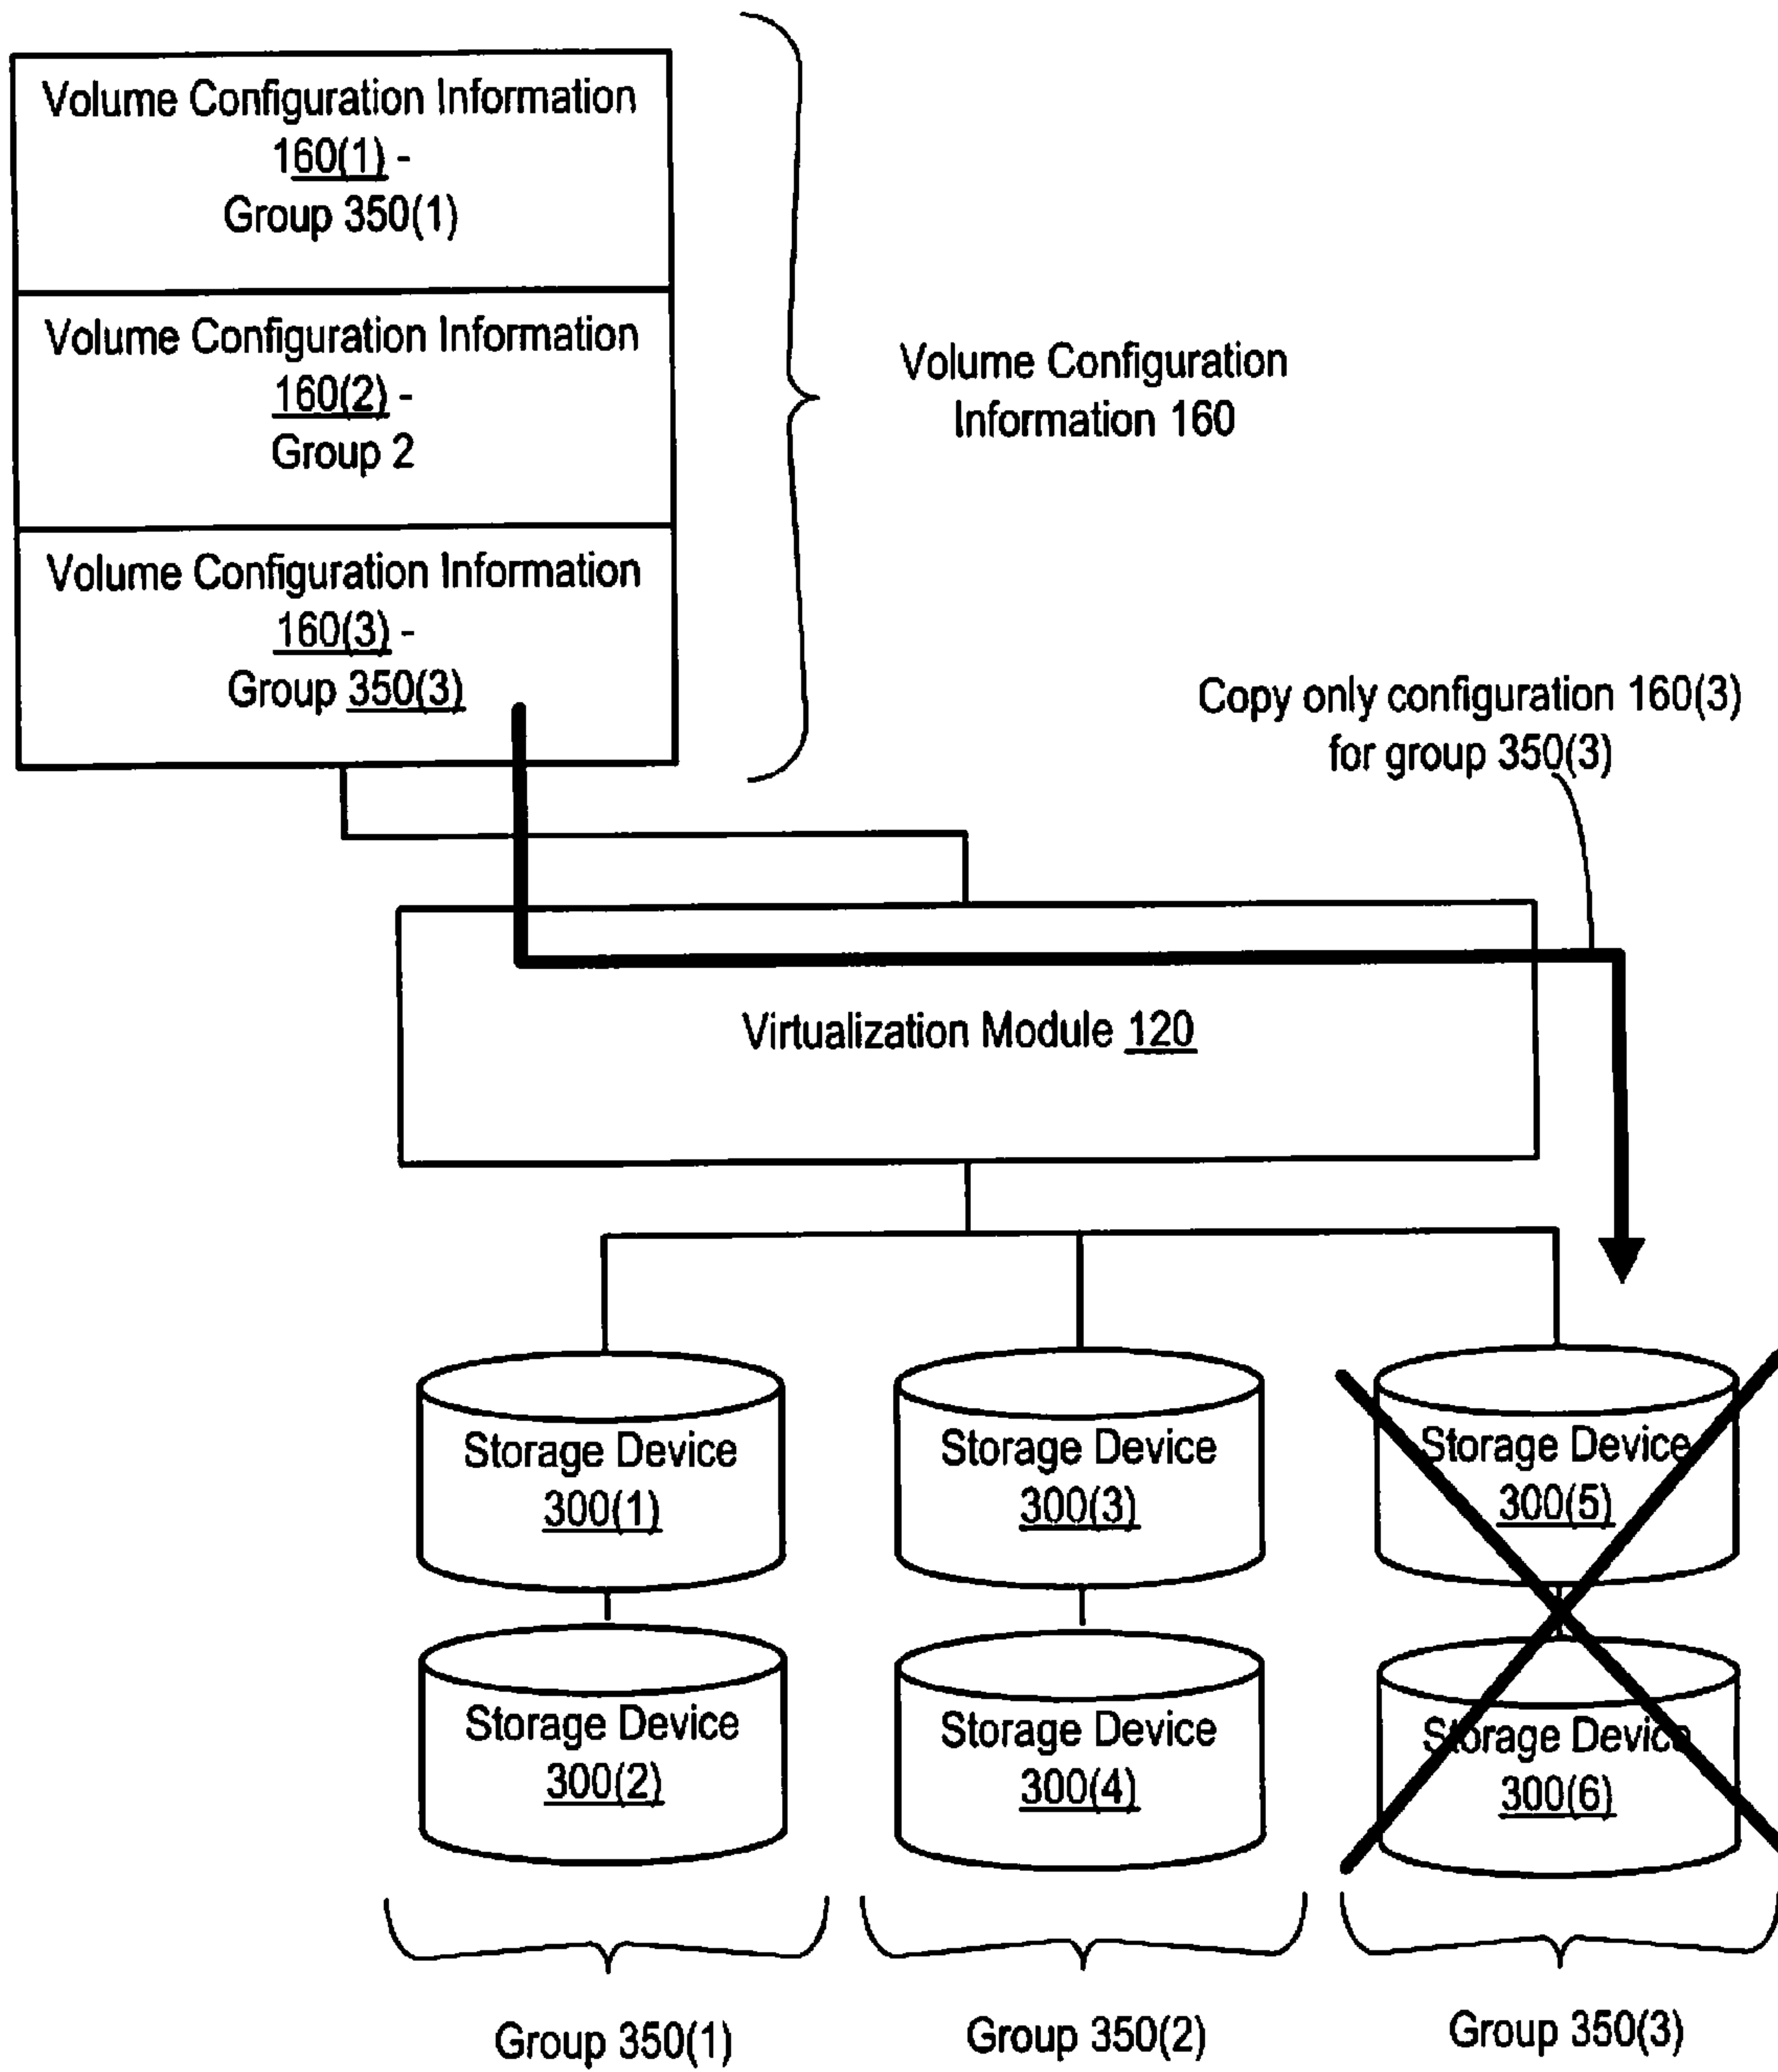 Volume Configuration Information
160(1) -
Group 350(1)
Volume Configuration Information
160(2) -
Group 2
Volume Configuration Information
160(3) -
Group 350(3)
Volume Configuration
Information 160
Copy only configuration 160(3)
for group 350(3)
Virtualization Module 120
Storage Device
300(1)
Storage Device
300(3)
Storage Device
300(5)
Storage Device
300(2)
Storage Device
300(4)
Storage Device
300(6)
Group 350(1)
Group 350(2)
Group 350(3)